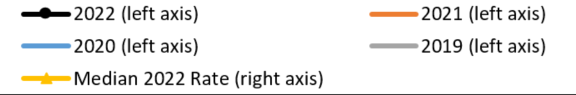 2022 (left axis) 2021 (left axis)
2020 (left axis) 2019 (left axis)
Median 2022 Rate (right axis)